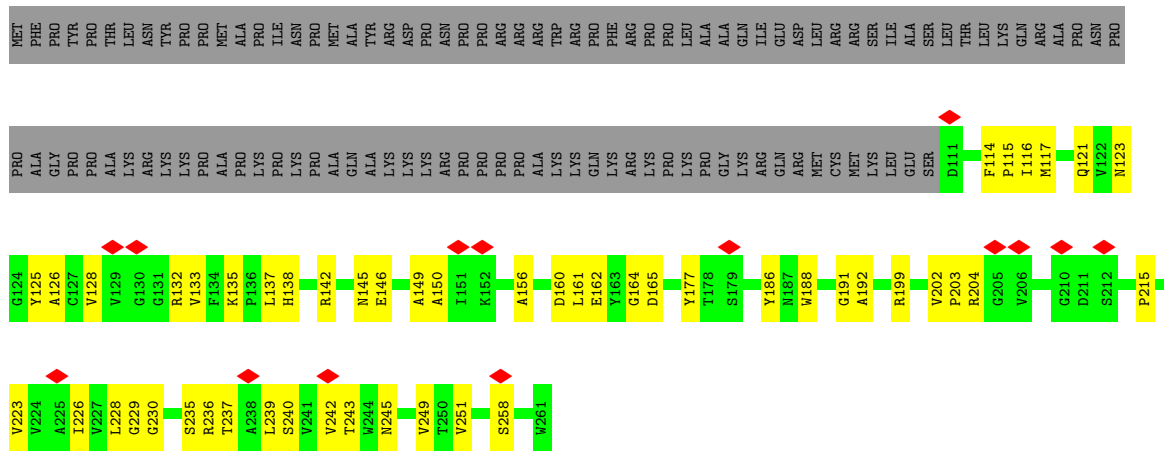 MET PHE PRO TYR PRO THR LEU ASN TYR PRO PRO MET ALA PRO ILE ASN PRO MET ALA TYR ARG ASP PRO ASN PRO PRO ARG ARG ARG TRP ARG PRO PHE ARG PRO PRO LEU ALA ALA GLN ILE GLU ASP LEU ARG ARG SER ILE ALA SER LEU THR LEU LYS GLN ARG ALA PRO ASN PRO
PRO ALA GLY PRO PRO ALA LYS ARG LYS LYS PRO ALA PRO LYS PRO LYS PRO ALA GLN ALA LYS LYS LYS ARG PRO PRO PRO PRO ALA LYS LYS GLN LYS ARG LYS PRO LYS PRO GLY LYS ARG GLN ARG MET CYS MET LYS LEU GLU SER D111 F114 P115 I116 M117 Q121 V122 N123
G124 Y125 A126 C127 V128 V129 G130 G131 R132 V133 F134 K135 P136 L137 H138 R142 N145 E146 A149 A150 I151 K152 A156 D160 L161 E162 Y163 G164 D165 Y177 T178 S179 Y186 N187 W188 G191 A192 R199 V202 P203 R204 G205 V206 G210 D211 S212 P215
V223 V224 A225 I226 V227 L228 G229 G230 S235 R236 T237 A238 L239 S240 V241 V242 T243 W244 N245 V249 T250 V251 S258 W261